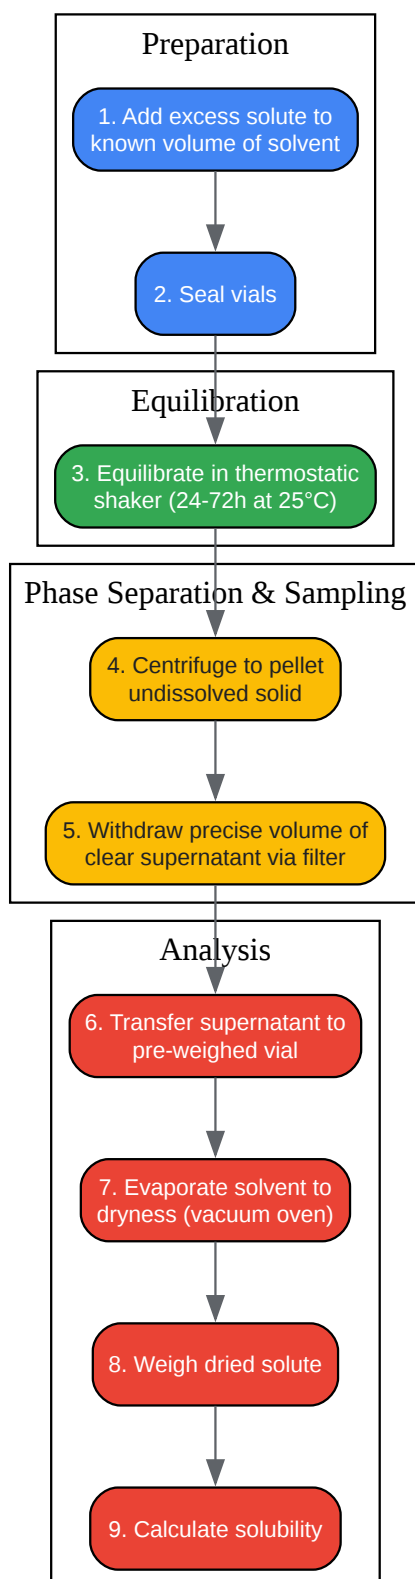 Preparation
1. Add excess solute to
known volume of solvent
2. Seal vials
Equilibration
3. Equilibrate in thermostatic
shaker (24-72h at 25°C)
Phase Separation & Sampling
4. Centrifuge to pellet
undissolved solid
5. Withdraw precise volume of
clear supernatant via filter
Analysis
6. Transfer supernatant to
pre-weighed vial
7. Evaporate solvent to
dryness (vacuum oven)
8. Weigh dried solute
9. Calculate solubility